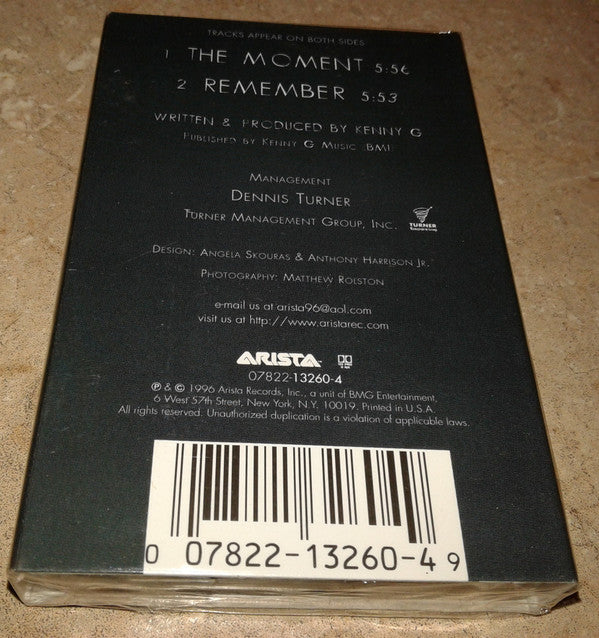 TRACKS APPEAR ON BOTH SIDES
1 THE MOMENT 5:56
2 REMEMBER 5:53
WRITTEN & PRODUCED BY KENNY G
PUBLISHED BY KENNY G MUSIC BMI
MANAGEMENT
DENNIS TURNER
TURNER MANAGEMENT GROUP, INC.
TURNER
DESIGN: ANGELA SKOURAS & ANTHONY HARRISON JR.
PHOTOGRAPHY: MATTHEW ROLSTON
e-mail us at arista96@aol.com
visit us at http://www.aristarec.com
ARISTA
07822-13260-4
℗ & © 1996 Arista Records, Inc., a unit of BMG Entertainment,
6 West 57th Street, New York, N.Y. 10019. Printed in U.S.A.
All rights reserved. Unauthorized duplication is a violation of applicable laws.
0 07822-13260-4 9